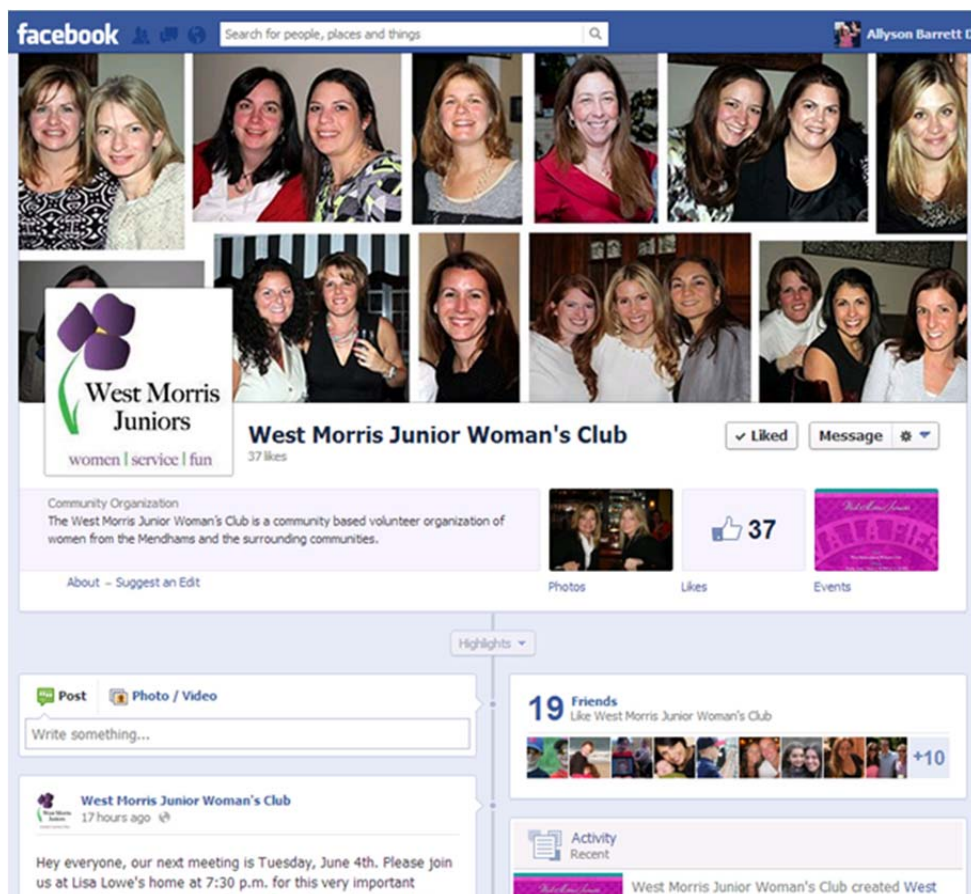 facebook
Search for people, places and things
Allyson Barrett D
West Morris
Juniors
women | service | fun
West Morris Junior Woman's Club
37 likes
✓ Liked
Message
Community Organization
The West Morris Junior Woman's Club is a community based volunteer organization of
women from the Mendhams and the surrounding communities.
About – Suggest an Edit
Photos
37
Likes
West Morris Juniors
Events
Highlights
Post
Photo / Video
Write something...
19 Friends
Like West Morris Junior Woman's Club
+10
West Morris Junior Woman's Club
17 hours ago
Hey everyone, our next meeting is Tuesday, June 4th. Please join
us at Lisa Lowe's home at 7:30 p.m. for this very important
Activity
Recent
West Morris Junior Woman's Club created West